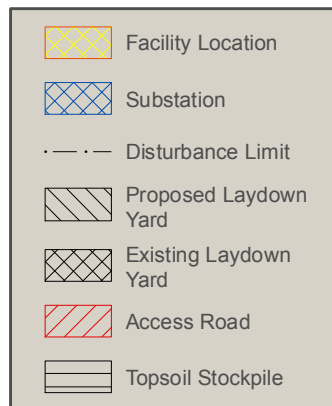 Facility Location
Substation
Disturbance Limit
Proposed Laydown
Yard
Existing Laydown
Yard
Access Road
Topsoil Stockpile